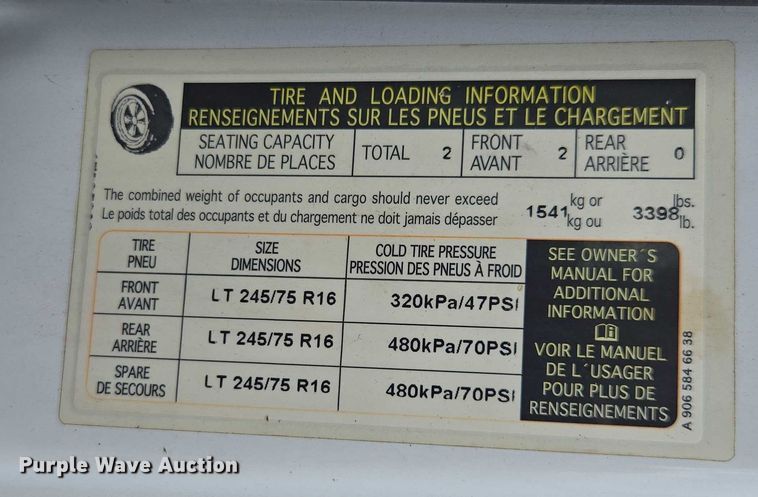 TIRE AND LOADING INFORMATION
RENSEIGNEMENTS SUR LES PNEUS ET LE CHARGEMENT
SEATING CAPACITY
NOMBRE DE PLACES
TOTAL 2
FRONT
AVANT 2
REAR
ARRIÈRE 0
The combined weight of occupants and cargo should never exceed
Le poids total des occupants et du chargement ne doit jamais dépasser
1541 kg or
kg ou
3398 lbs.
lb.
TIRE
PNEU
SIZE
DIMENSIONS
COLD TIRE PRESSURE
PRESSION DES PNEUS À FROID
FRONT
AVANT
LT 245/75 R16
320kPa/47PSI
REAR
ARRIÈRE
LT 245/75 R16
480kPa/70PSI
SPARE
DE SECOURS
LT 245/75 R16
480kPa/70PSI
SEE OWNER´S
MANUAL FOR
ADDITIONAL
INFORMATION
VOIR LE MANUEL
DE L´USAGER
POUR PLUS DE
RENSEIGNEMENTS
A 906 584 66 38
Purple Wave Auction